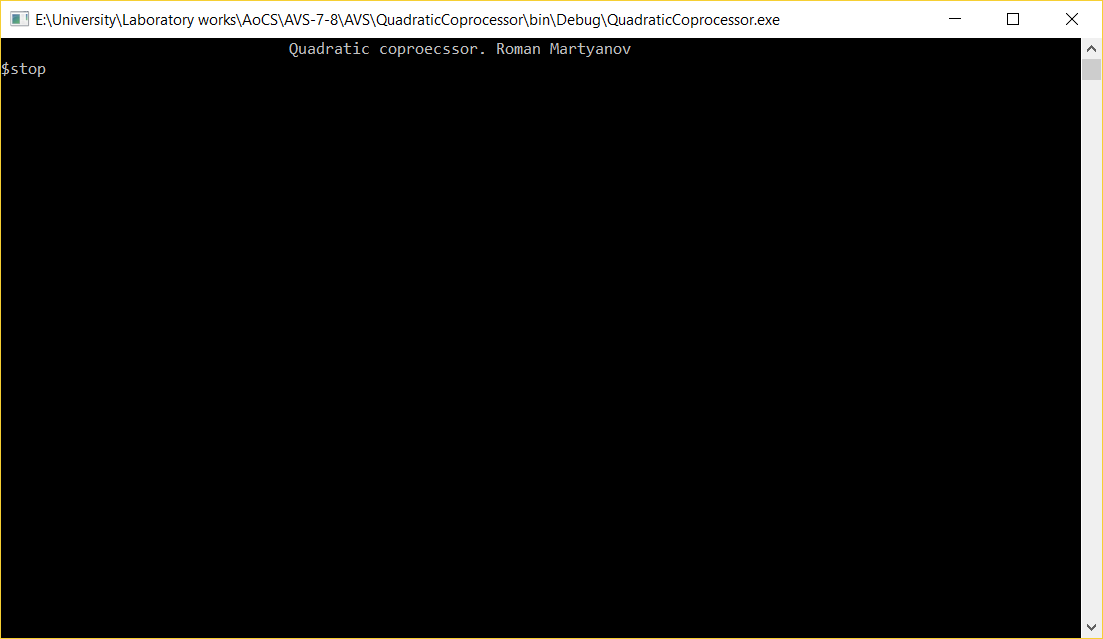 E:\University\Laboratory works\AoCS\AVS-7-8\AVS\QuadraticCoprocessor\bin\Debug\QuadraticCoprocessor.exe
Quadratic coproecssor. Roman Martyanov
$stop